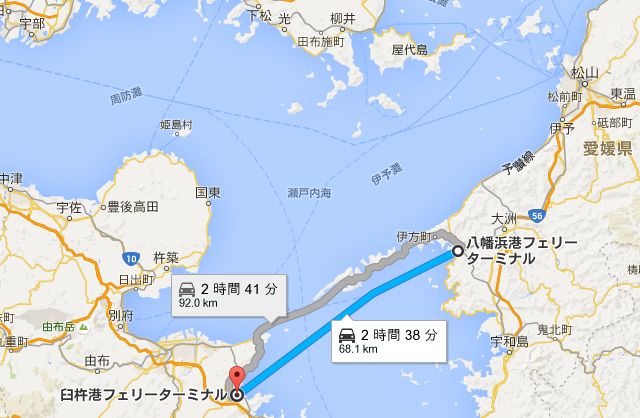 宇部
下松
光
柳井
田布施町
屋代島
周防灘
姫島村
松山
松前町
東温
伊予
砥部町
愛媛県
予讃線
伊予灘
瀬戸内海
中津
宇佐
豊後高田
国東
56
大洲
伊方町
八幡浜港フェリー
ターミナル
10
杵築
日出町
2 時間 41 分
92.0 km
別府
由布岳
2 時間 38 分
68.1 km
鬼北町
宇和島
九重町
由布
臼杵港フェリーターミナル